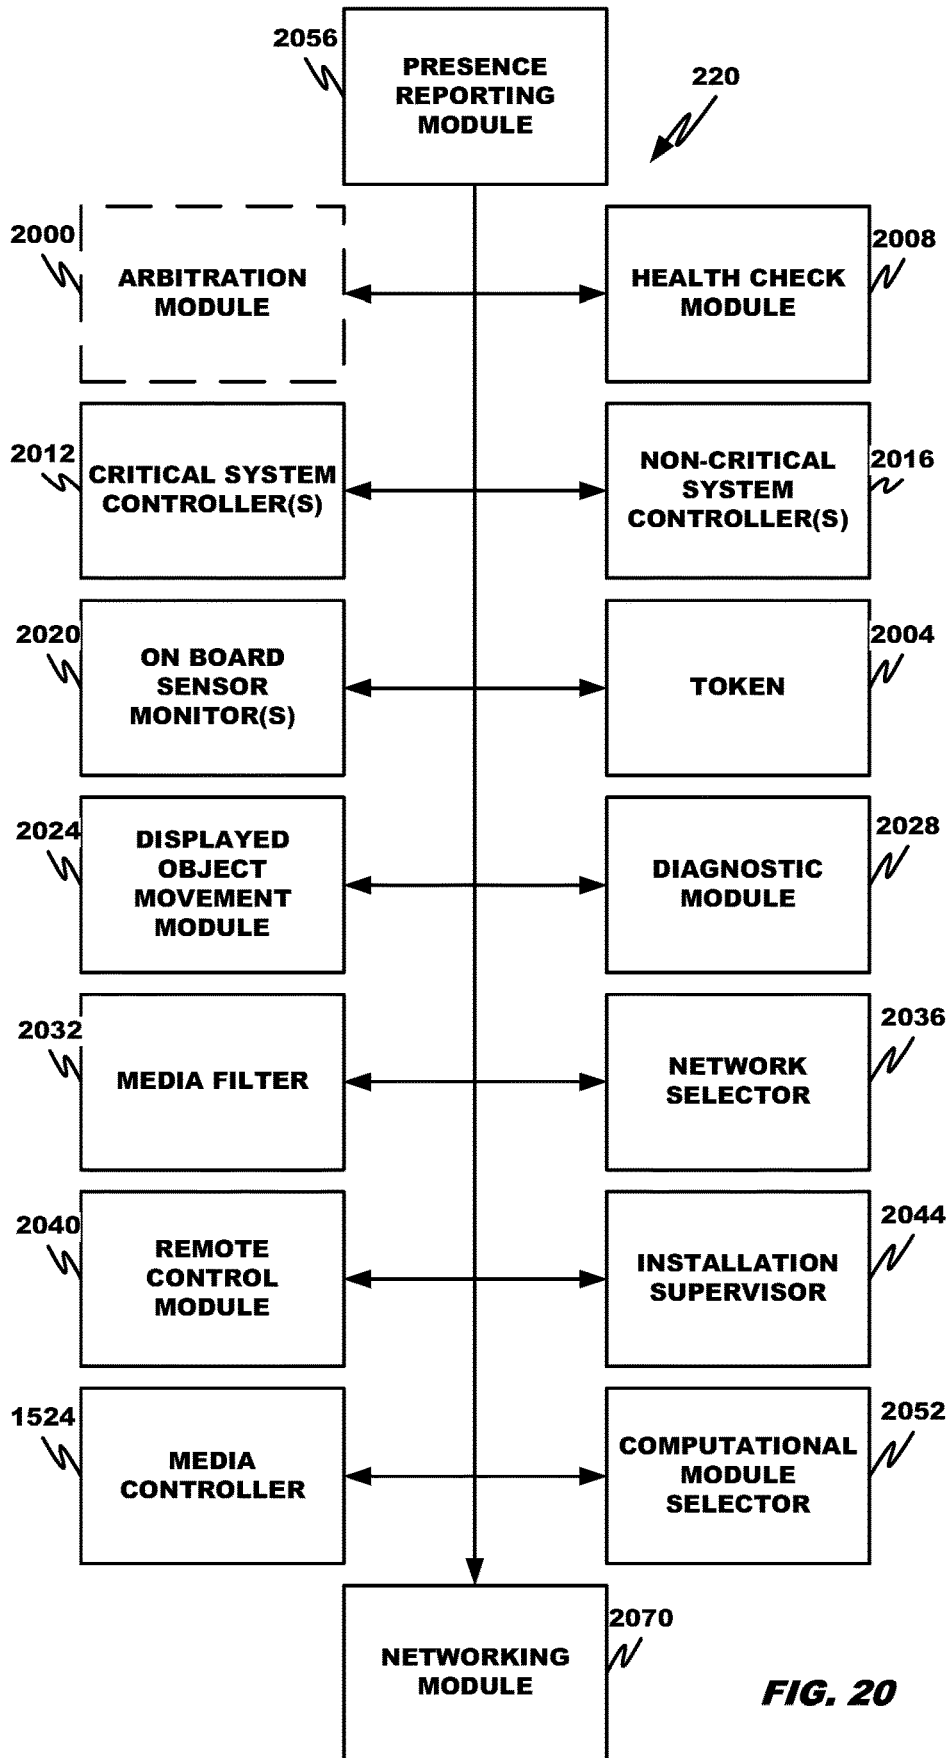 2056
PRESENCE
REPORTING
MODULE
220
2000
ARBITRATION
MODULE
HEALTH CHECK
MODULE
2008
2012
CRITICAL SYSTEM
CONTROLLER(S)
NON-CRITICAL
SYSTEM
CONTROLLER(S)
2016
2020
ON BOARD
SENSOR
MONITOR(S)
TOKEN
2004
2024
DISPLAYED
OBJECT
MOVEMENT
MODULE
DIAGNOSTIC
MODULE
2028
2032
MEDIA FILTER
NETWORK
SELECTOR
2036
2040
REMOTE
CONTROL
MODULE
INSTALLATION
SUPERVISOR
2044
1524
MEDIA
CONTROLLER
COMPUTATIONAL
MODULE
SELECTOR
2052
NETWORKING
MODULE
2070
FIG. 20